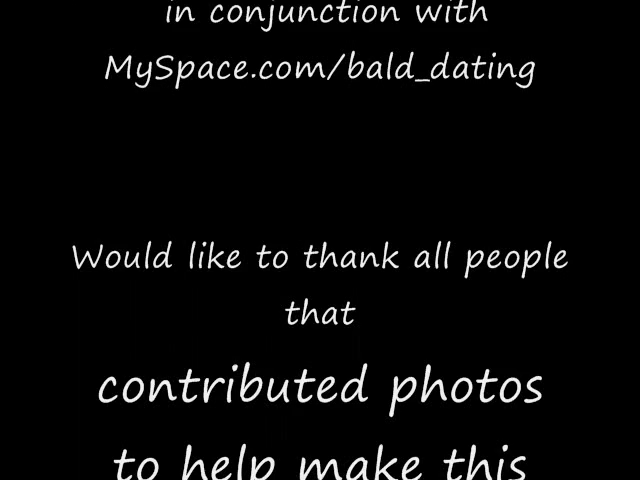 in conjunction with
MySpace.com/bald_dating
Would like to thank all people
that
contributed photos
to help make this